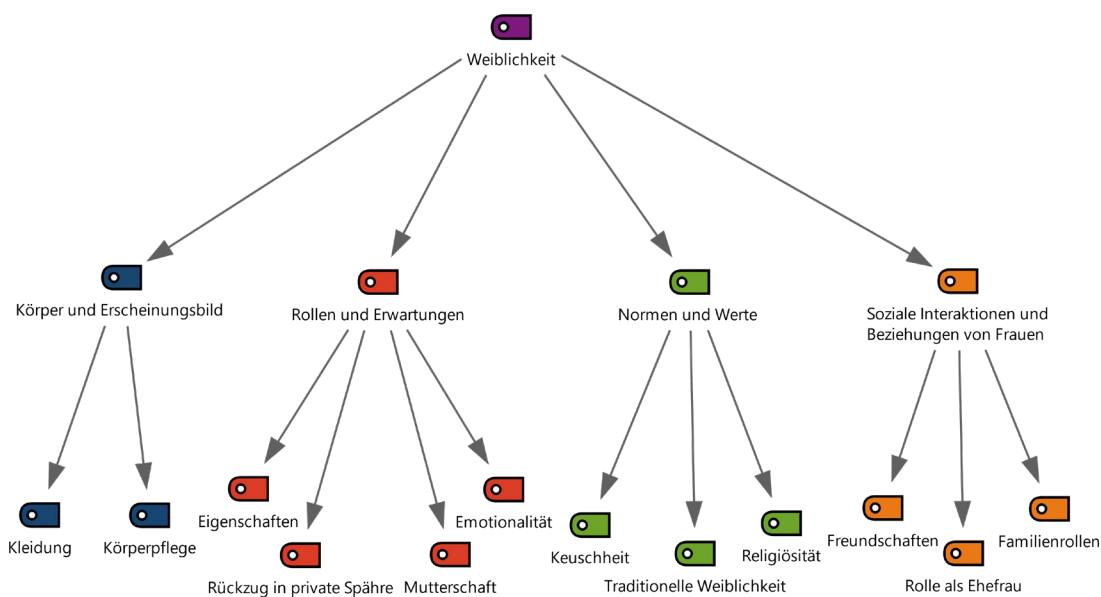 Weiblichkeit
Körper und Erscheinungsbild
Rollen und Erwartungen
Normen und Werte
Soziale Interaktionen und
Beziehungen von Frauen
Kleidung
Körperpflege
Eigenschaften
Rückzug in private Spähre
Mutterschaft
Emotionalität
Keuschheit
Traditionelle Weiblichkeit
Religiösität
Freundschaften
Rolle als Ehefrau
Familienrollen